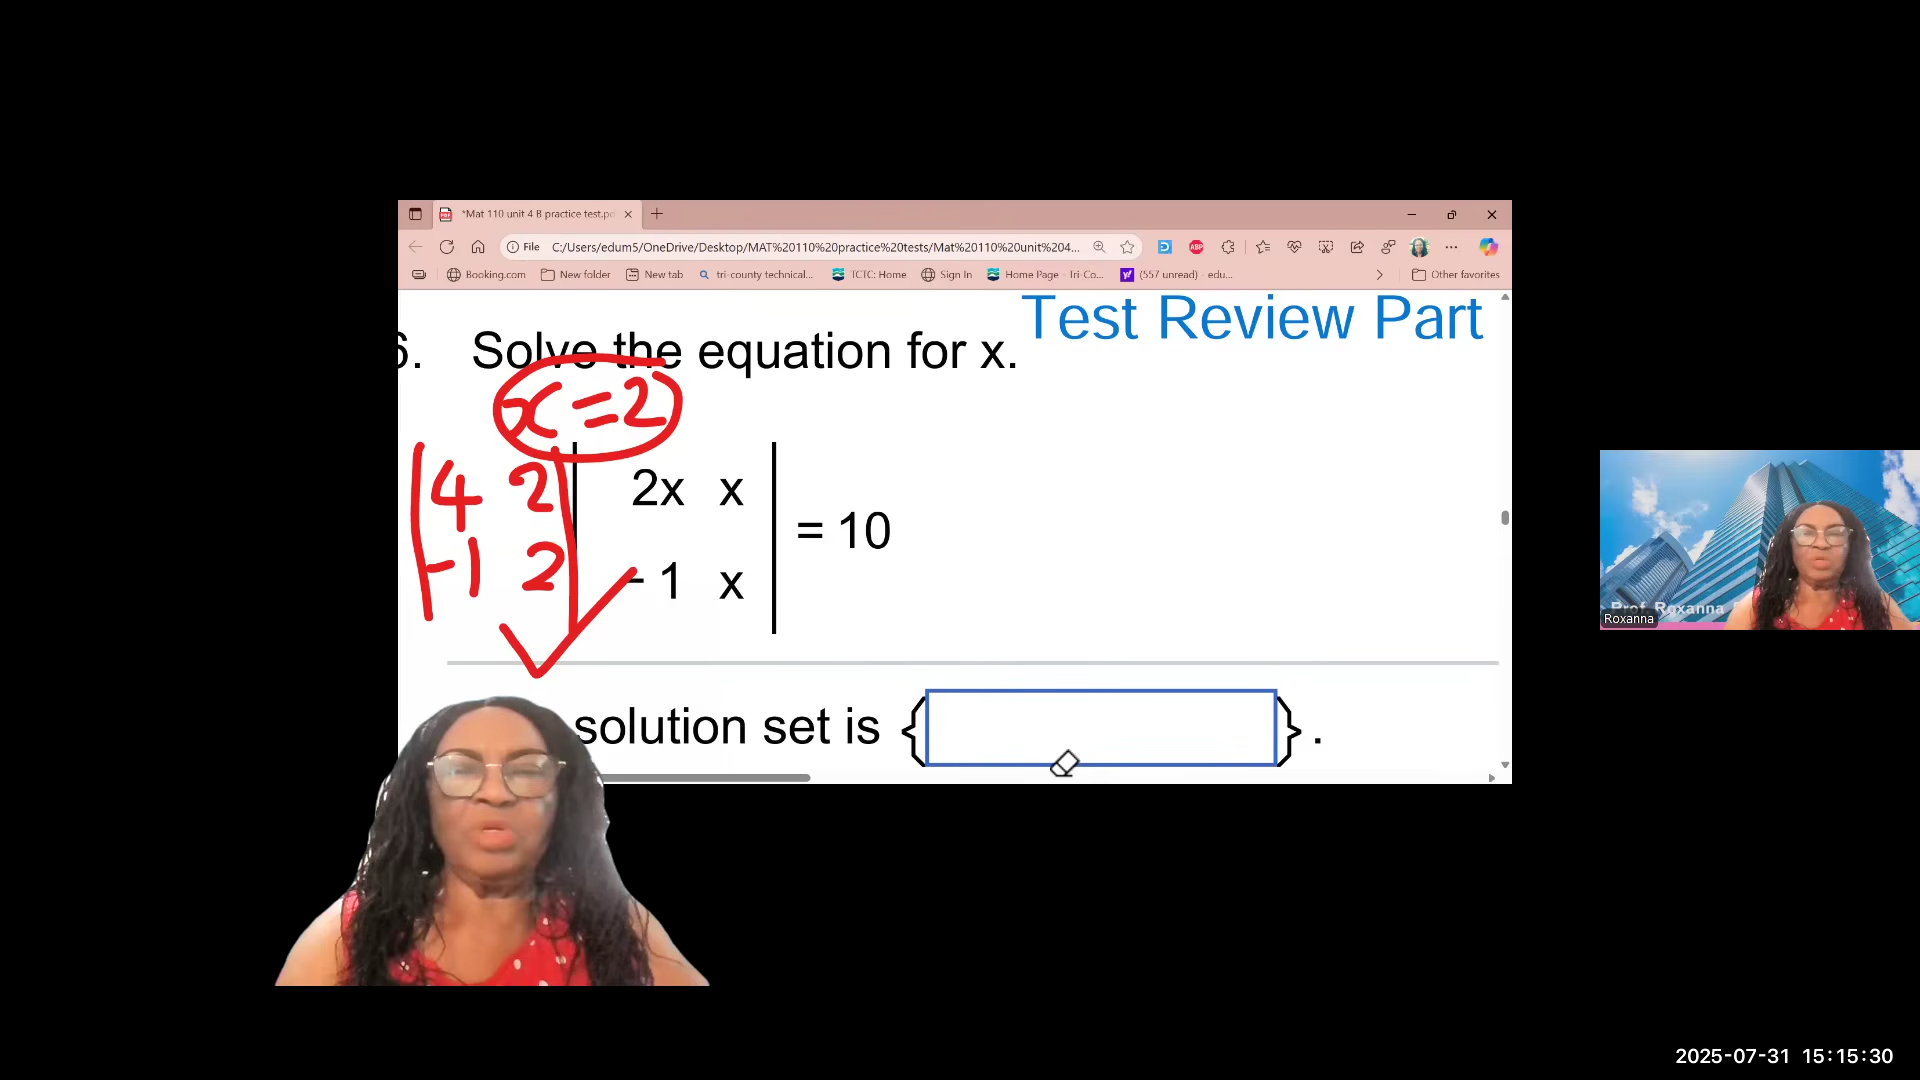 *Mat 110 unit 4 B practice test.pd
File C:/Users/edum5/OneDrive/Desktop/MAT%20110%20practice%20tests/Mat%20110%20unit%204...
Booking.com New folder New tab tri-county technical... TCTC: Home Sign In Home Page - Tri-Co... (557 unread) - edu... Other favorites
Test Review Part
6. Solve the equation for x.
x=2
4 2
-1 2
2x x
- 1 x
= 10
solution set is { } .
Prof. Roxanna
Roxanna
2025-07-31 15:15:30